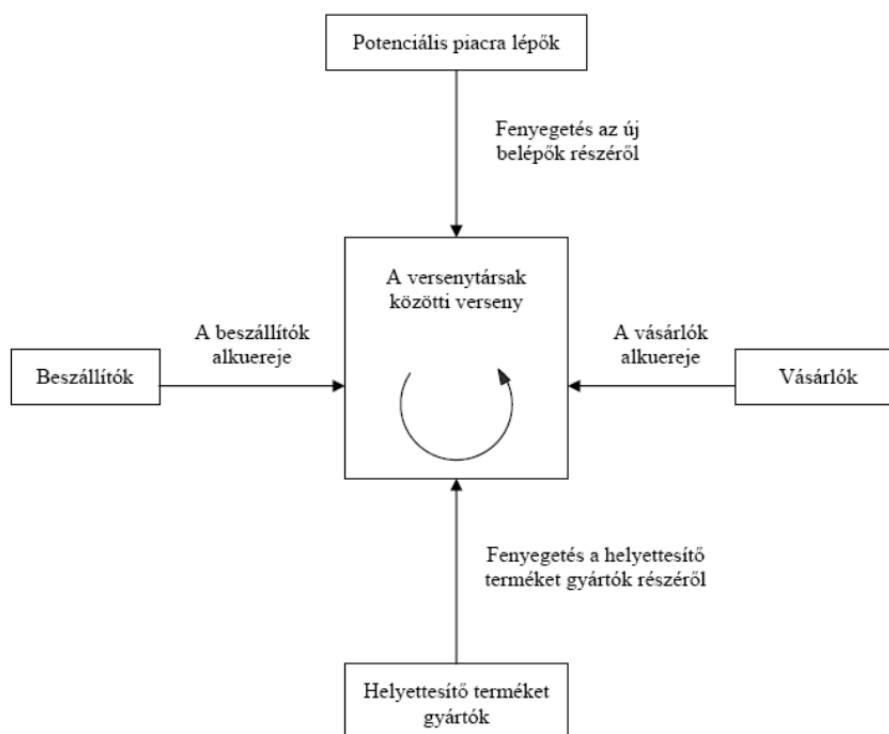 Potenciális piacra lépők
Fenyegetés az új
belépők részéről
A versenytársak
közötti verseny
A beszállítók
alkuereje
A vásárlók
alkuereje
Beszállítók
Vásárlók
Fenyegetés a helyettesítő
terméket gyártók részéről
Helyettesítő terméket
gyártók